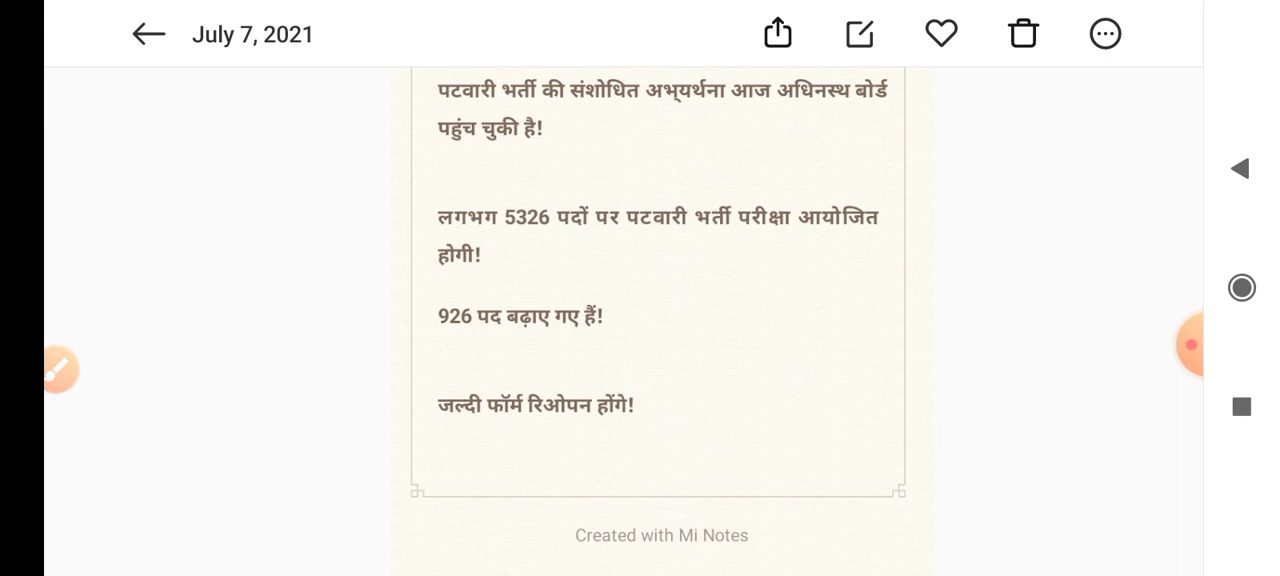 July 7, 2021
पटवारी भर्ती की संशोधित अभ्यर्थना आज अधिनस्थ बोर्ड
पहुंच चुकी है!
लगभग 5326 पदों पर पटवारी भर्ती परीक्षा आयोजित
होगी!
926 पद बढ़ाए गए हैं!
जल्दी फॉर्म रिओपन होंगे!
Created with Mi Notes